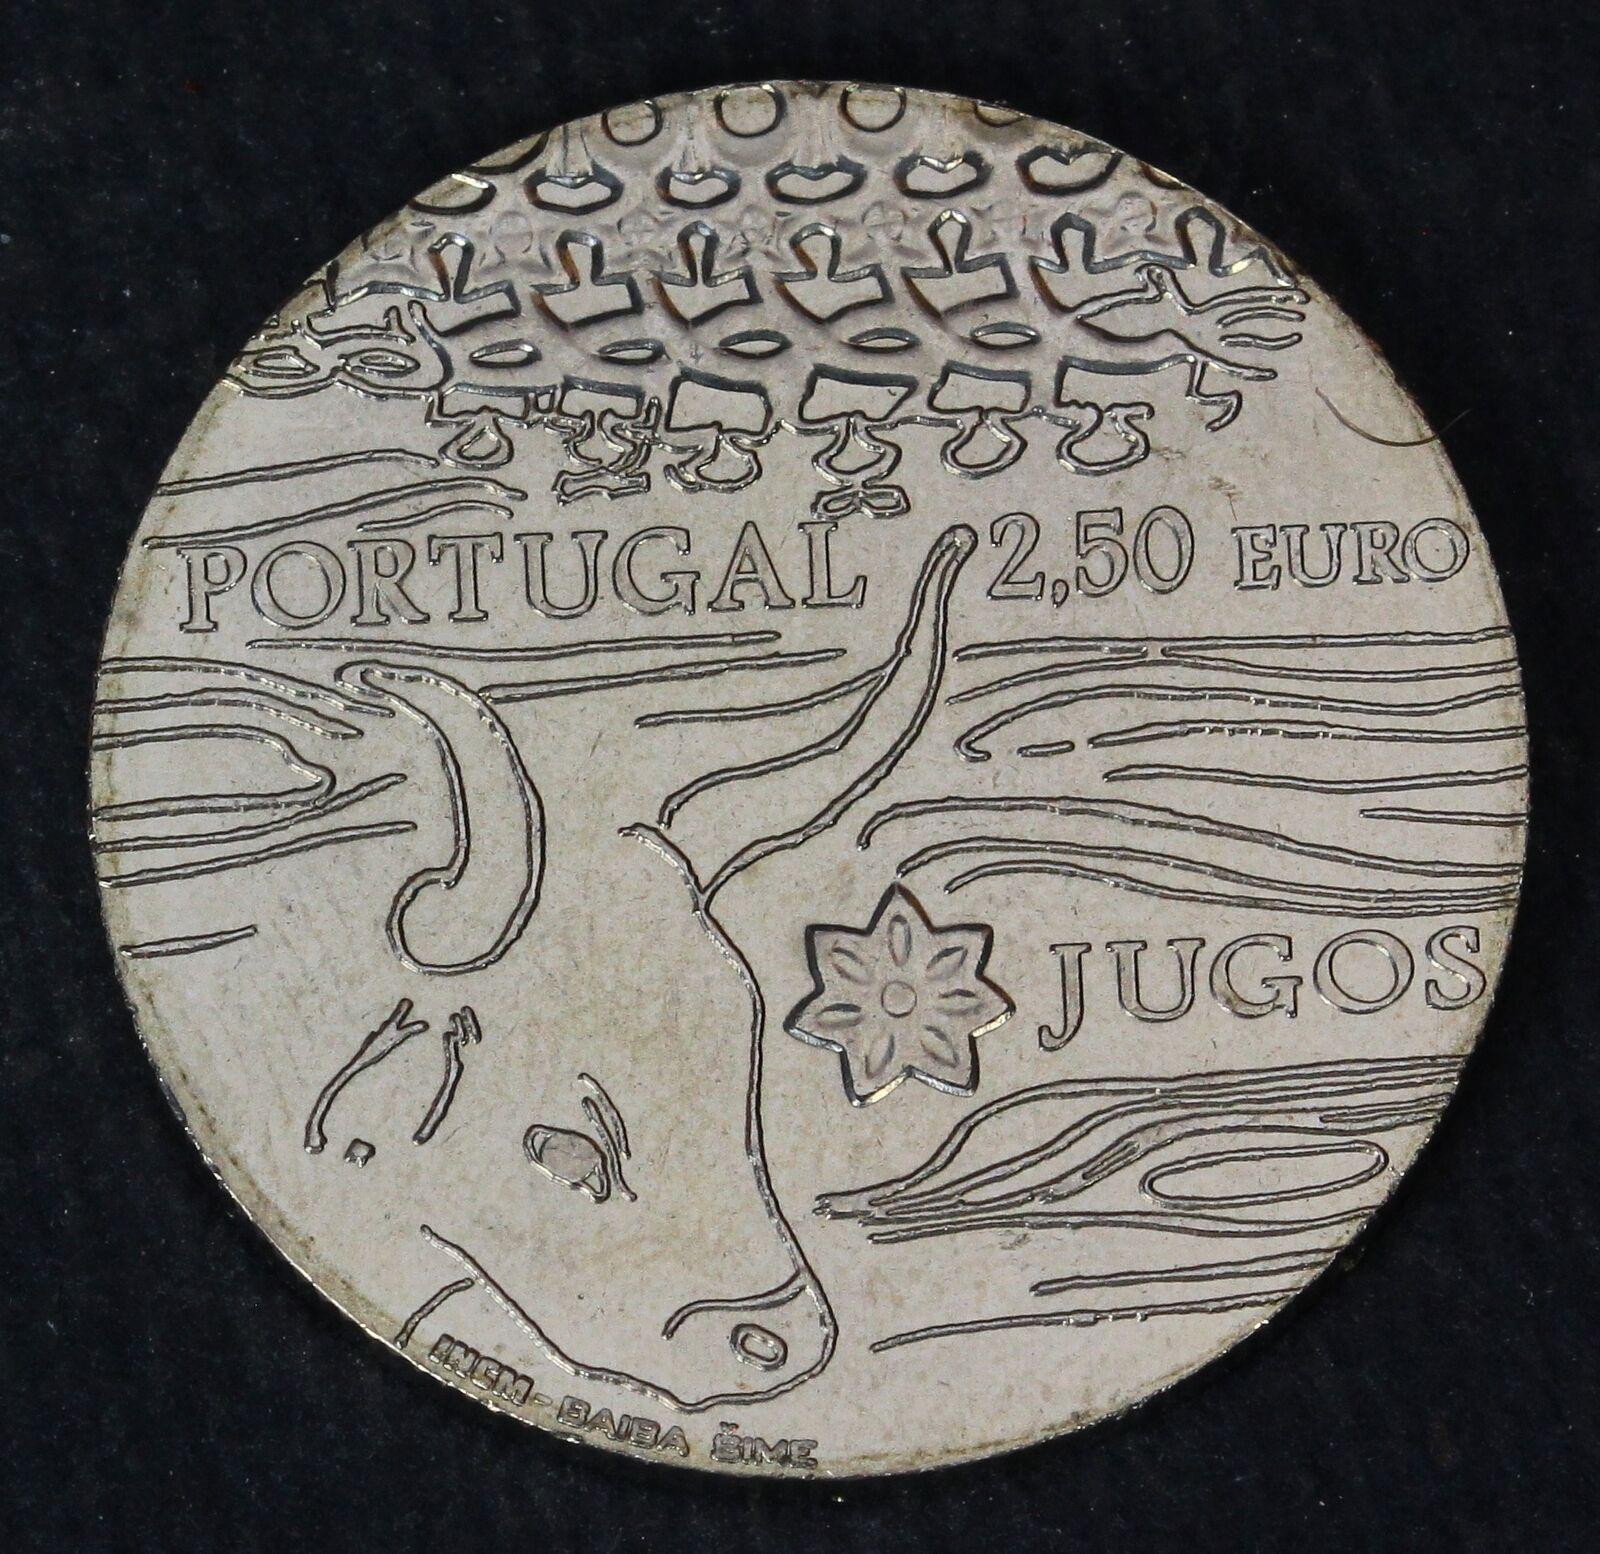 PORTUGAL 2,50 EURO
JUGOS
INCM - BAIBA ŠIME